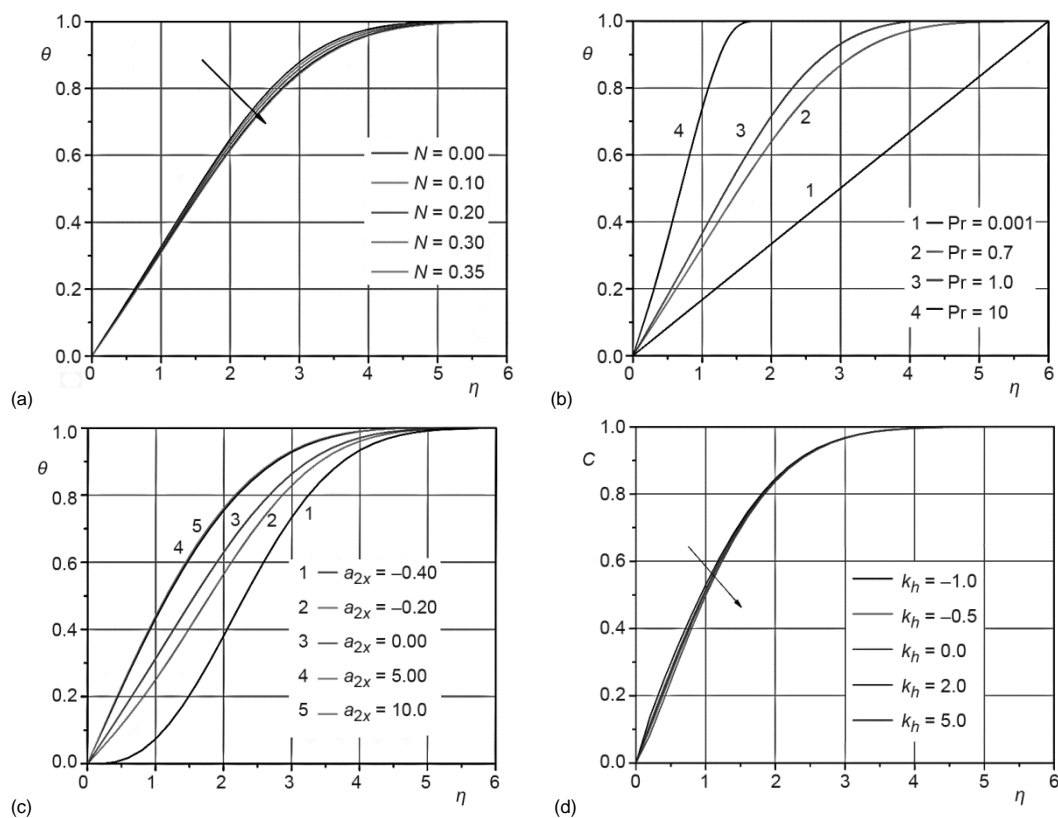 1.0
θ
0.8
0.6
0.4
0.2
0.0
N = 0.00
N = 0.10
N = 0.20
N = 0.30
N = 0.35
0 1 2 3 4 5 6
η
(a)
1.0
θ
0.8
0.6
0.4
0.2
0.0
4
3
2
1
1 — Pr = 0.001
2 — Pr = 0.7
3 — Pr = 1.0
4 — Pr = 10
0 1 2 3 4 5 6
η
(b)
1.0
θ
0.8
0.6
0.4
0.2
0.0
5
4
3
2
1
1 — a2x = –0.40
2 — a2x = –0.20
3 — a2x = 0.00
4 — a2x = 5.00
5 — a2x = 10.0
0 1 2 3 4 5 6
η
(c)
1.0
C
0.8
0.6
0.4
0.2
0.0
kh = –1.0
kh = –0.5
kh = 0.0
kh = 2.0
kh = 5.0
0 1 2 3 4 5 6
η
(d)